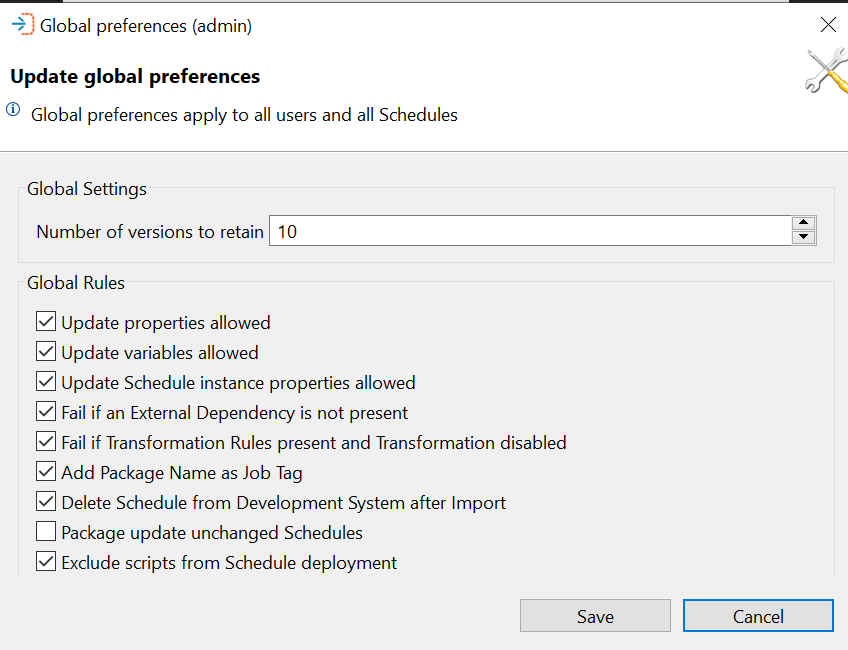 Global preferences (admin)
Update global preferences
Global preferences apply to all users and all Schedules
Global Settings
Number of versions to retain 10
Global Rules
Update properties allowed
Update variables allowed
Update Schedule instance properties allowed
Fail if an External Dependency is not present
Fail if Transformation Rules present and Transformation disabled
Add Package Name as Job Tag
Delete Schedule from Development System after Import
Package update unchanged Schedules
Exclude scripts from Schedule deployment
Save Cancel